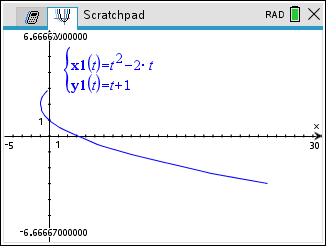 Scratchpad RAD
6.66667000000
x1(t)=t²−2·t
y1(t)=t+1
1
x
-5 1 30
-6.66667000000